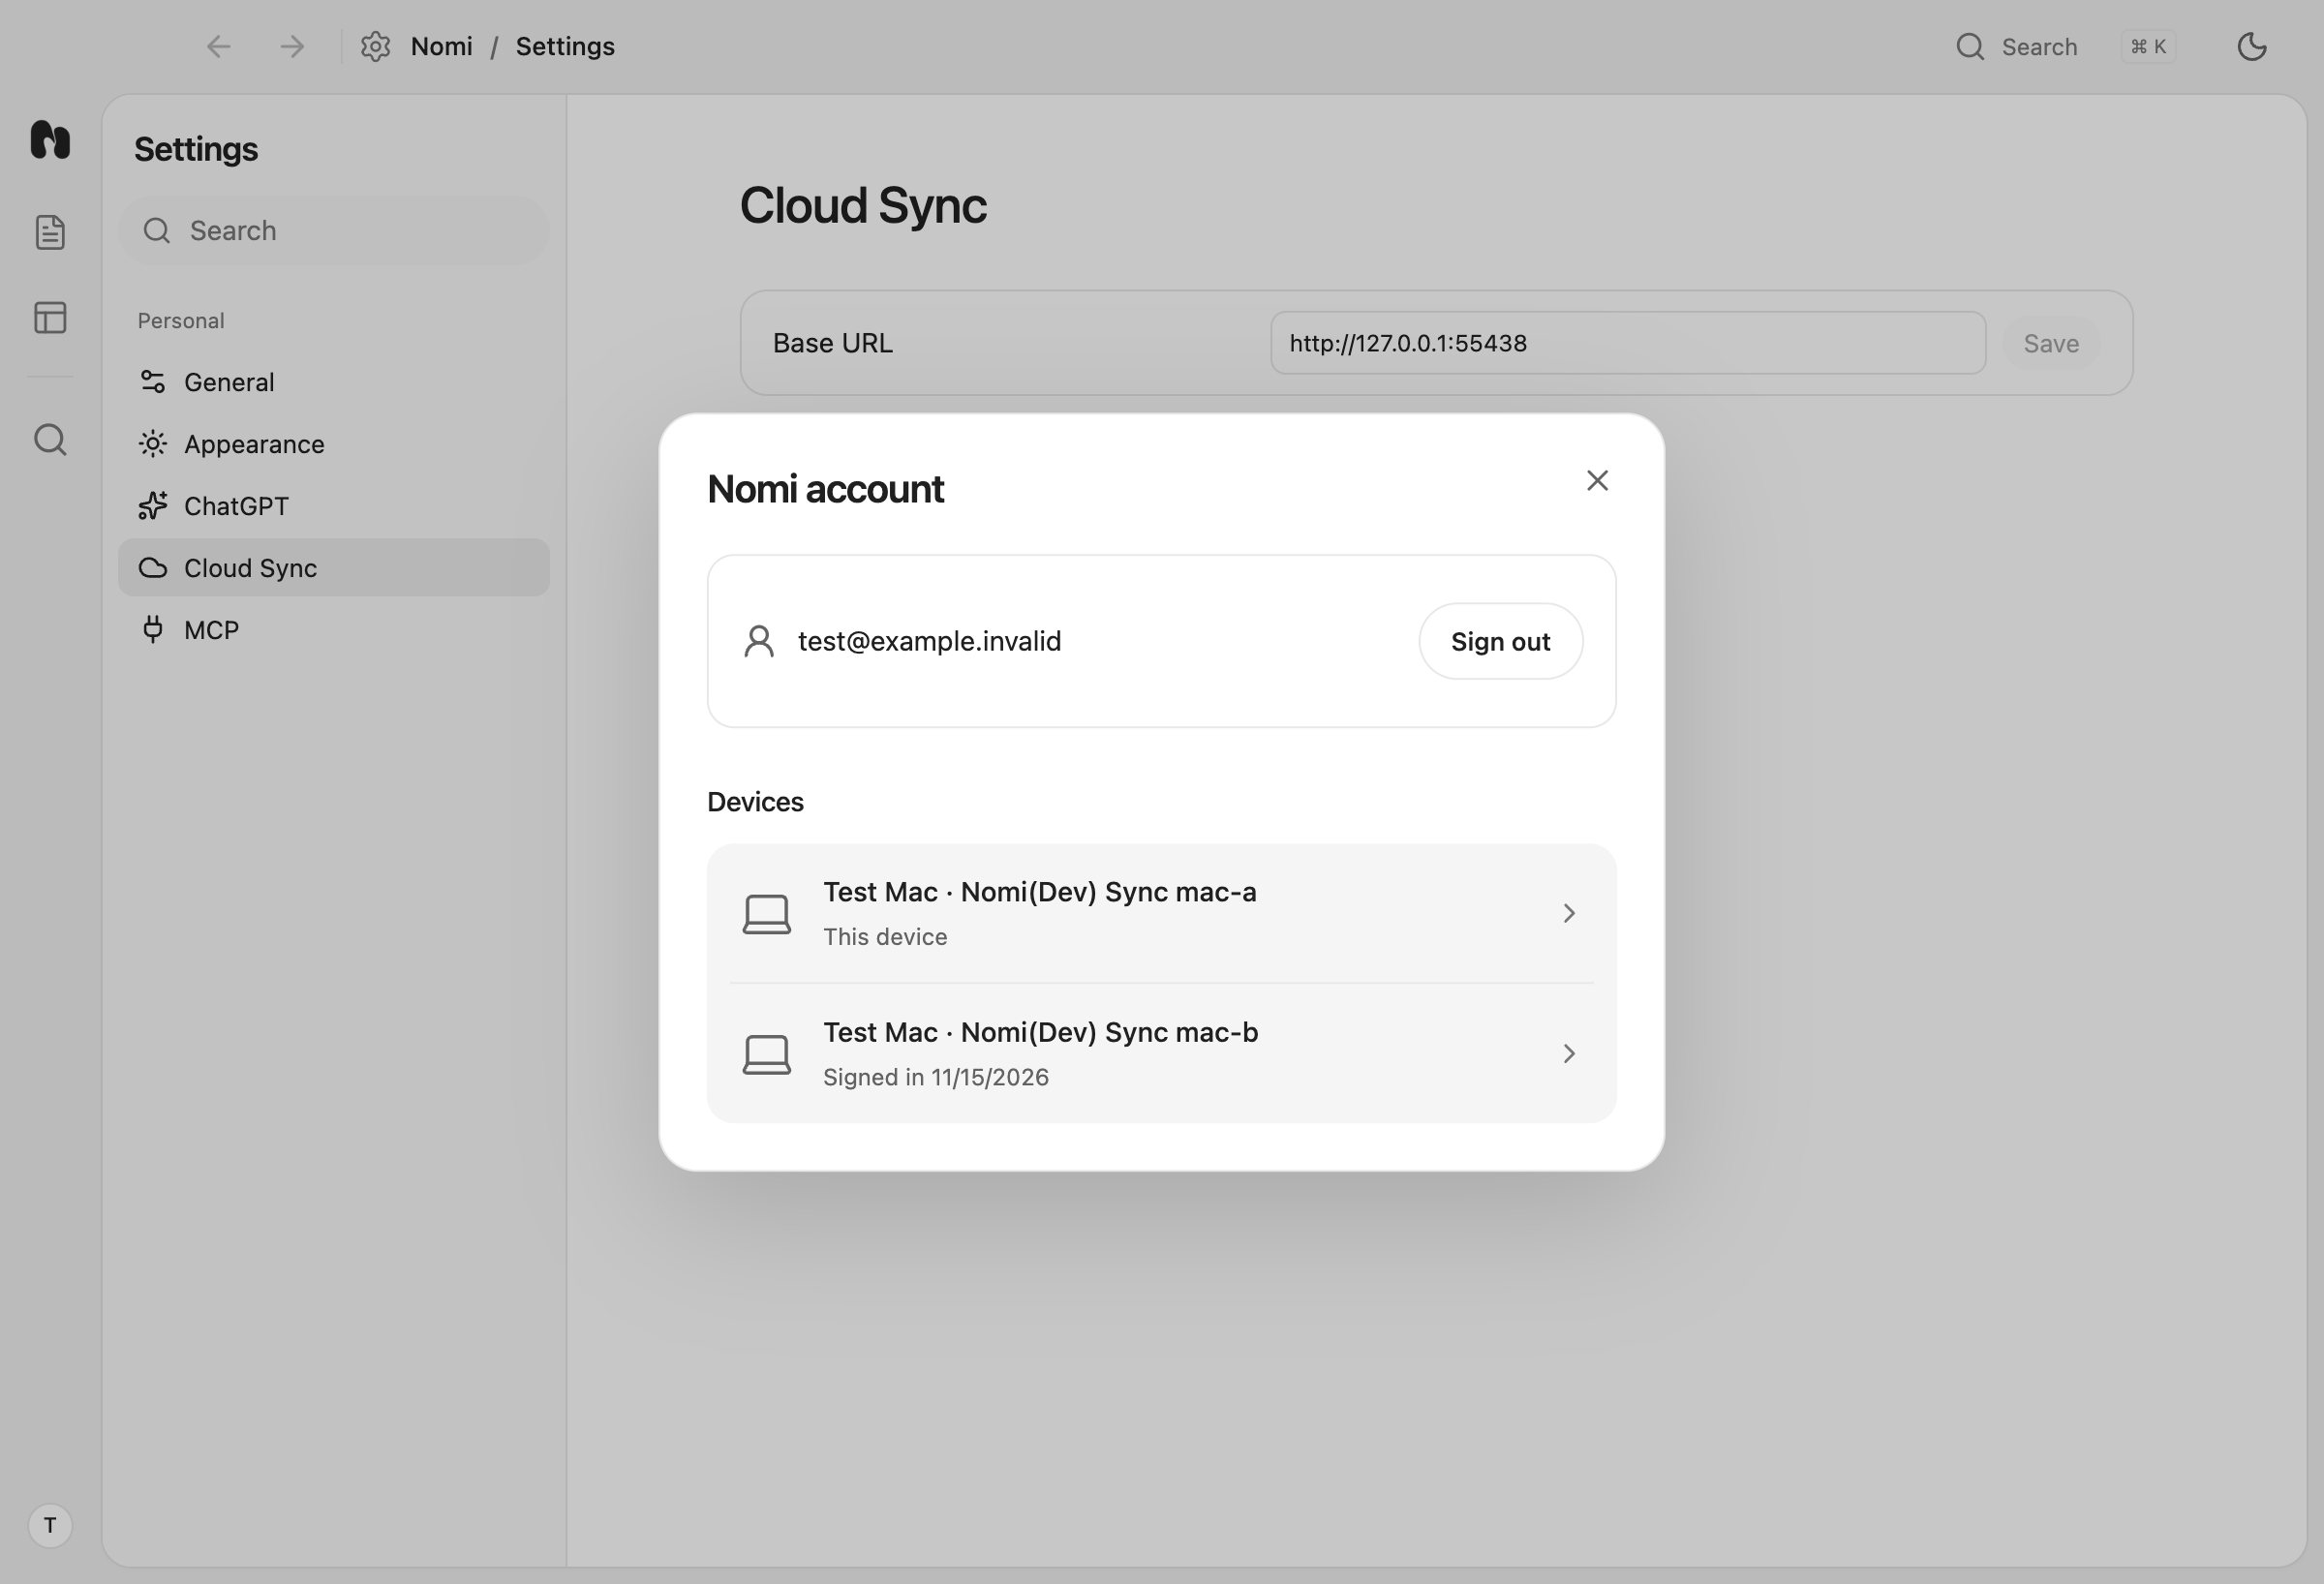 Nomi / Settings
Search ⌘ K
Settings
Search
Personal
General
Appearance
ChatGPT
Cloud Sync
MCP
T
Cloud Sync
Base URL http://127.0.0.1:55438 Save
Nomi account
test@example.invalid Sign out
Devices
Test Mac · Nomi(Dev) Sync mac-a
This device
Test Mac · Nomi(Dev) Sync mac-b
Signed in 11/15/2026